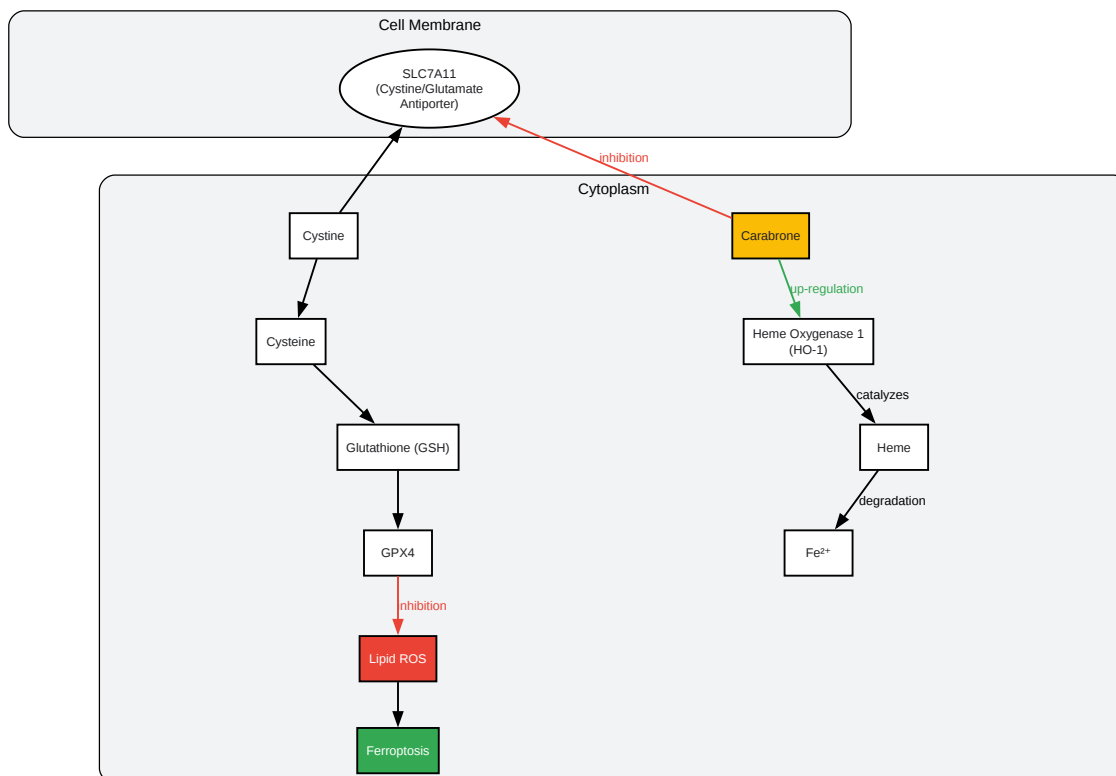 Cell Membrane
SLC7A11
(Cystine/Glutamate
Antiporter)
inhibition
Cytoplasm
Cystine
Carabrone
up-regulation
Cysteine
Heme Oxygenase 1
(HO-1)
catalyzes
Glutathione (GSH)
Heme
degradation
GPX4
Fe²⁺
nhibition
Lipid ROS
Ferroptosis